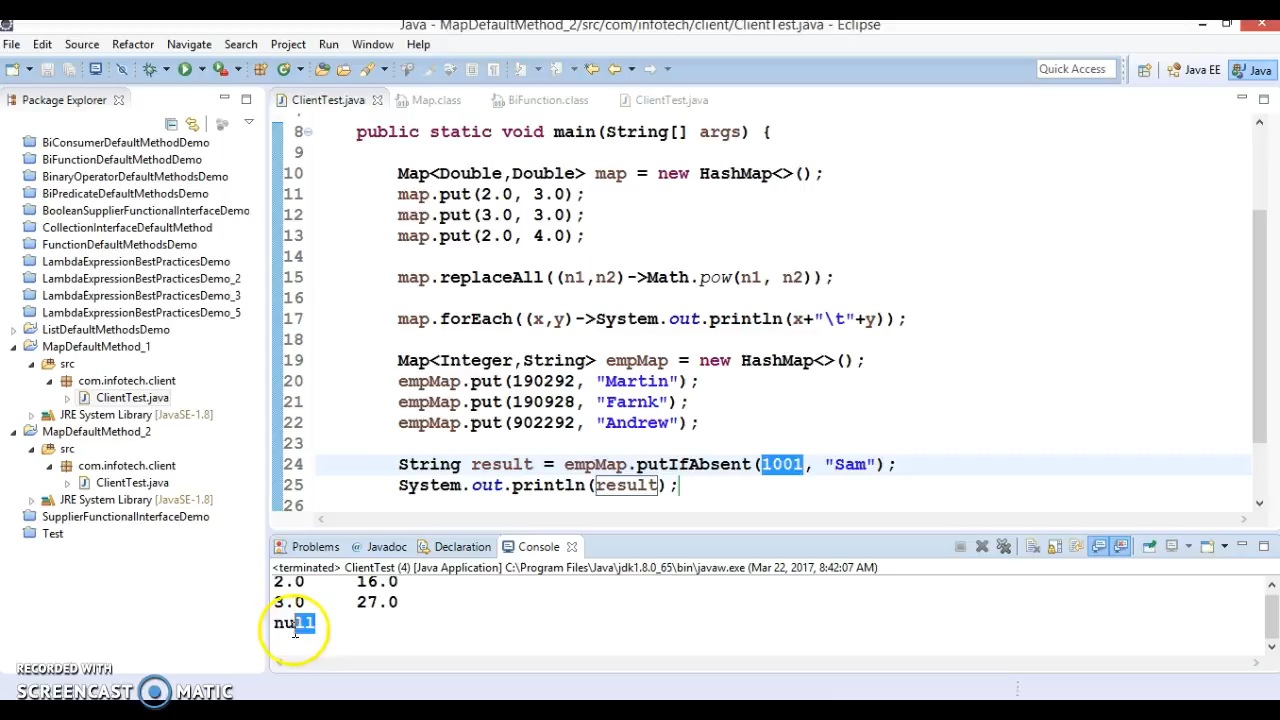 Java - MapDefaultMethod_2/src/com/infotech/client/ClientTest.java - Eclipse
File Edit Source Refactor Navigate Search Project Run Window Help
Quick Access Java EE Java
Package Explorer
BiConsumerDefaultMethodDemo
BiFunctionDefaultMethodDemo
BinaryOperatorDefaultMethodsDemo
BiPredicateDefaultMethodsDemo
BooleanSupplierFunctionalInterfaceDemo
CollectionInterfaceDefaultMethod
FunctionDefaultMethodsDemo
LambdaExpressionBestPracticesDemo
LambdaExpressionBestPracticesDemo_2
LambdaExpressionBestPracticesDemo_3
LambdaExpressionBestPracticesDemo_5
ListDefaultMethodsDemo
MapDefaultMethod_1
src
com.infotech.client
ClientTest.java
JRE System Library [JavaSE-1.8]
MapDefaultMethod_2
src
com.infotech.client
ClientTest.java
JRE System Library [JavaSE-1.8]
SupplierFunctionalInterfaceDemo
Test
ClientTest.java Map.class BiFunction.class ClientTest.java
8 public static void main(String[] args) {
9
10 Map<Double,Double> map = new HashMap<>();
11 map.put(2.0, 3.0);
12 map.put(3.0, 3.0);
13 map.put(2.0, 4.0);
14
15 map.replaceAll((n1,n2)->Math.pow(n1, n2));
16
17 map.forEach((x,y)->System.out.println(x+"\t"+y));
18
19 Map<Integer,String> empMap = new HashMap<>();
20 empMap.put(190292, "Martin");
21 empMap.put(190928, "Farnk");
22 empMap.put(902292, "Andrew");
23
24 String result = empMap.putIfAbsent(1001, "Sam");
25 System.out.println(result);
26
Problems Javadoc Declaration Console
<terminated> ClientTest (4) [Java Application] C:\Program Files\Java\jdk1.8.0_65\bin\javaw.exe (Mar 22, 2017, 8:42:07 AM)
2.0 16.0
3.0 27.0
null
RECORDED WITH
SCREENCAST MATIC